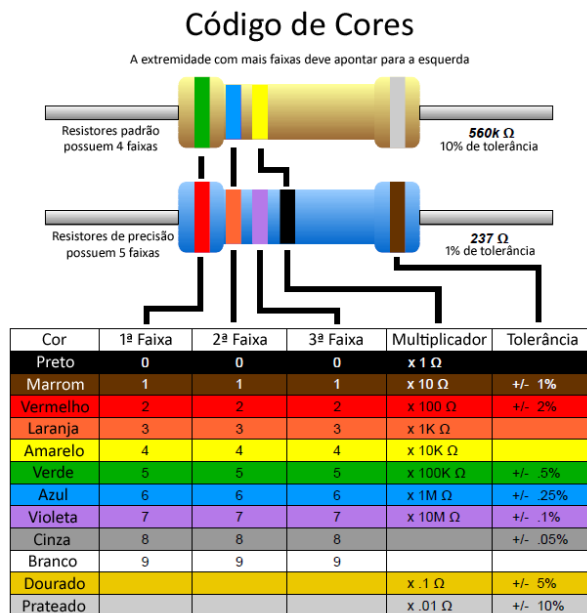 Código de Cores
A extremidade com mais faixas deve apontar para a esquerda
Resistores padrão
possuem 4 faixas
560k Ω
10% de tolerância
Resistores de precisão
possuem 5 faixas
237 Ω
1% de tolerância
Cor 1ª Faixa 2ª Faixa 3ª Faixa Multiplicador Tolerância
Preto 0 0 0 x 1 Ω
Marrom 1 1 1 x 10 Ω +/- 1%
Vermelho 2 2 2 x 100 Ω +/- 2%
Laranja 3 3 3 x 1K Ω
Amarelo 4 4 4 x 10K Ω
Verde 5 5 5 x 100K Ω +/- .5%
Azul 6 6 6 x 1M Ω +/- .25%
Violeta 7 7 7 x 10M Ω +/- .1%
Cinza 8 8 8 +/- .05%
Branco 9 9 9
Dourado x .1 Ω +/- 5%
Prateado x .01 Ω +/- 10%